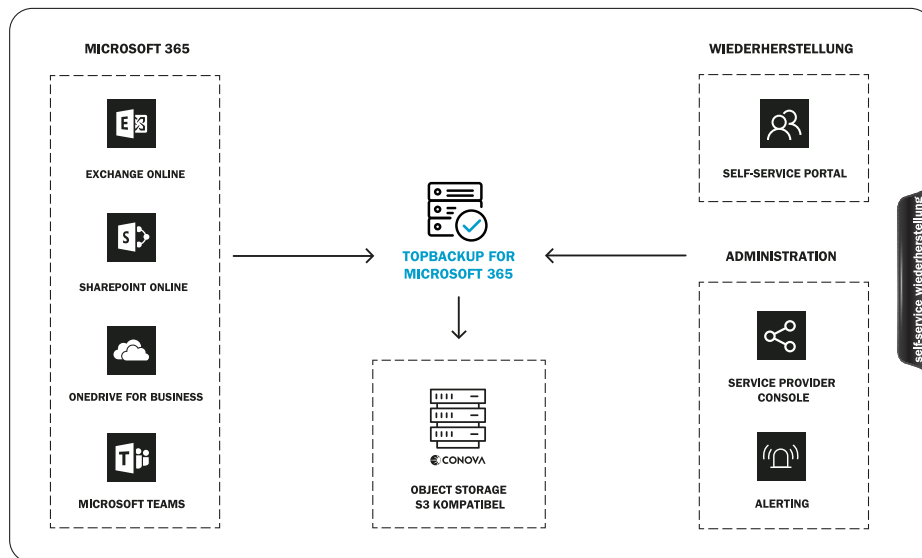 MICROSOFT 365
E
EXCHANGE ONLINE
S
SHAREPOINT ONLINE
ONEDRIVE FOR BUSINESS
T
MICROSOFT TEAMS
TOPBACKUP FOR
MICROSOFT 365
CONOVA
OBJECT STORAGE
S3 KOMPATIBEL
WIEDERHERSTELLUNG
SELF-SERVICE PORTAL
ADMINISTRATION
SERVICE PROVIDER
CONSOLE
ALERTING
self-service wiederherstellung